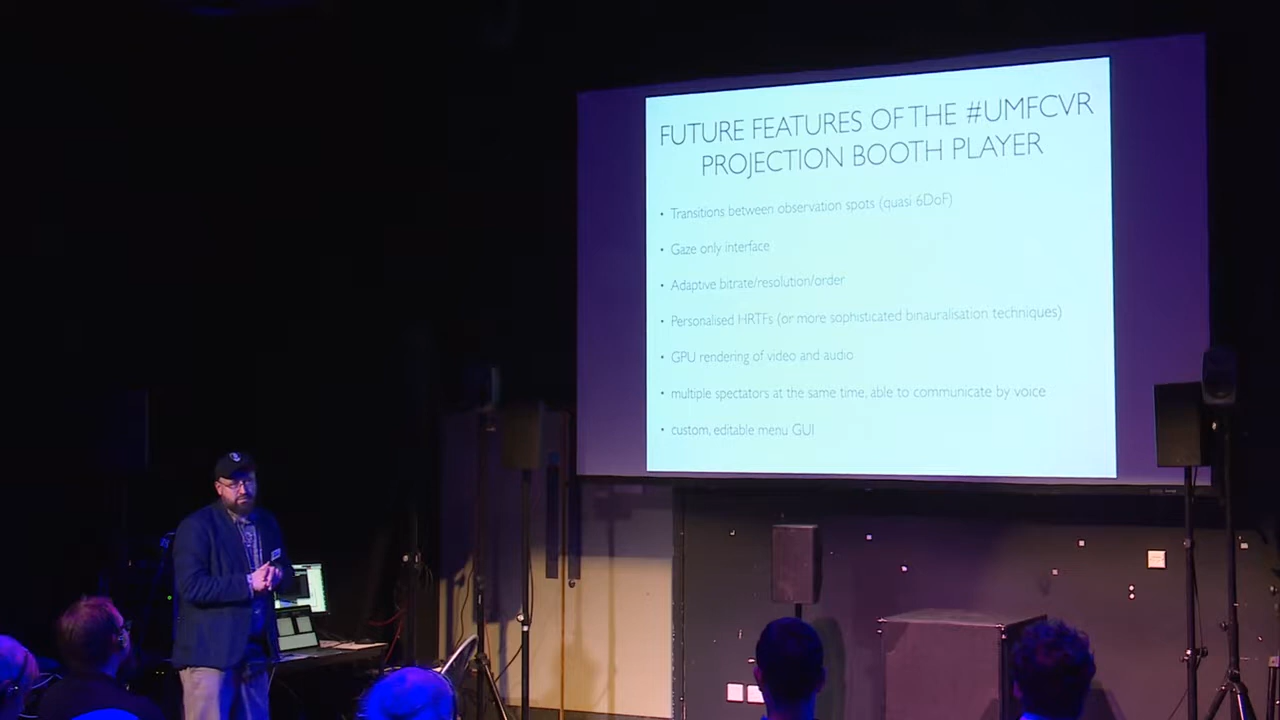 FUTURE FEATURES OF THE #UMFCVR
PROJECTION BOOTH PLAYER
• Transitions between observation spots (quasi 6DoF)
• Gaze only interface
• Adaptive bitrate/resolution/order
• Personalised HRTFs (or more sophisticated binauralisation techniques)
• GPU rendering of video and audio
• multiple spectators at the same time, able to communicate by voice
• custom, editable menu GUI